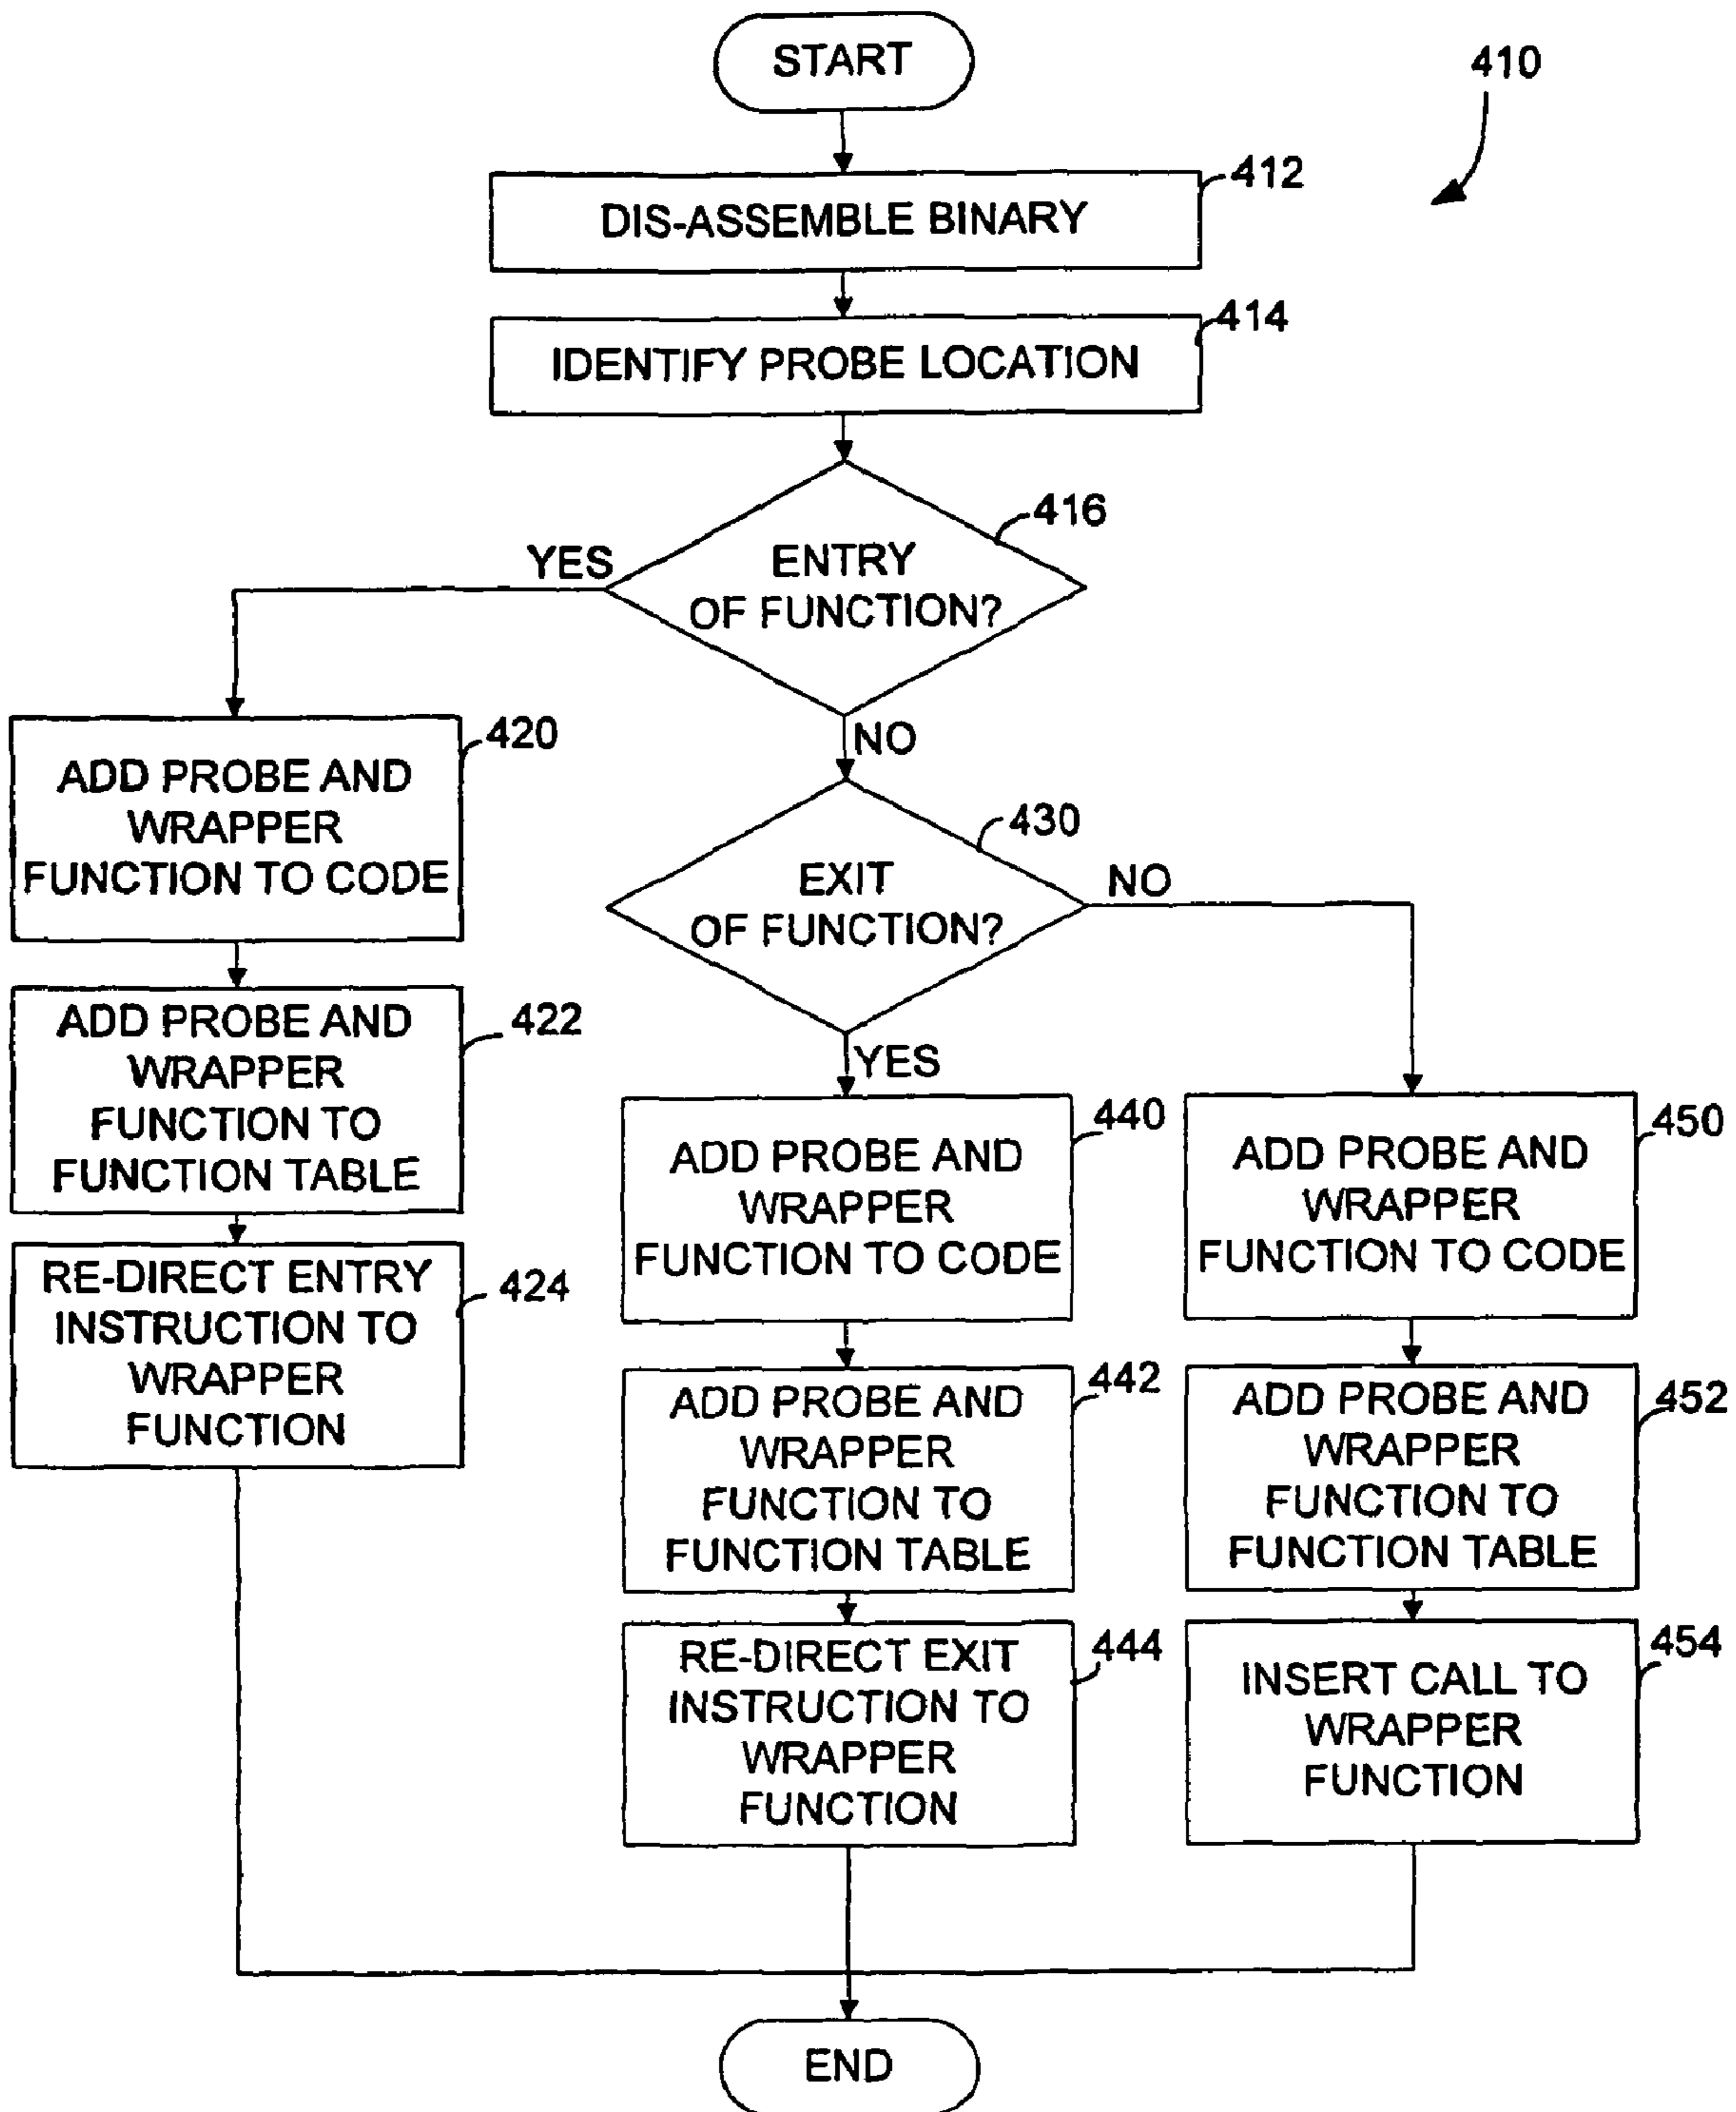 START
410
412
DIS-ASSEMBLE BINARY
414
IDENTIFY PROBE LOCATION
416
YES
ENTRY
OF FUNCTION?
NO
420
ADD PROBE AND
WRAPPER
FUNCTION TO CODE
430
EXIT
OF FUNCTION?
NO
YES
422
ADD PROBE AND
WRAPPER
FUNCTION TO
FUNCTION TABLE
424
RE-DIRECT ENTRY
INSTRUCTION TO
WRAPPER
FUNCTION
440
ADD PROBE AND
WRAPPER
FUNCTION TO CODE
442
ADD PROBE AND
WRAPPER
FUNCTION TO
FUNCTION TABLE
444
RE-DIRECT EXIT
INSTRUCTION TO
WRAPPER
FUNCTION
450
ADD PROBE AND
WRAPPER
FUNCTION TO CODE
452
ADD PROBE AND
WRAPPER
FUNCTION TO
FUNCTION TABLE
454
INSERT CALL TO
WRAPPER
FUNCTION
END